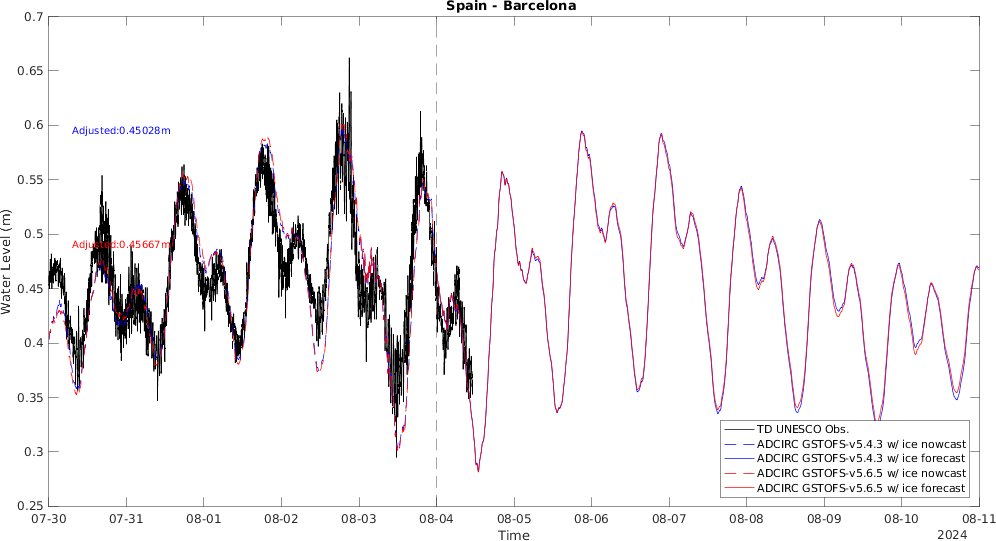 Spain - Barcelona
0.7
0.65
0.6
0.55
0.5
0.45
0.4
0.35
0.3
0.25
Water Level (m)
Adjusted:0.45028m
Adjusted:0.45667m
TD UNESCO Obs.
ADCIRC GSTOFS-v5.4.3 w/ ice nowcast
ADCIRC GSTOFS-v5.4.3 w/ ice forecast
ADCIRC GSTOFS-v5.6.5 w/ ice nowcast
ADCIRC GSTOFS-v5.6.5 w/ ice forecast
07-30 07-31 08-01 08-02 08-03 08-04 08-05 08-06 08-07 08-08 08-09 08-10 08-11
Time
2024